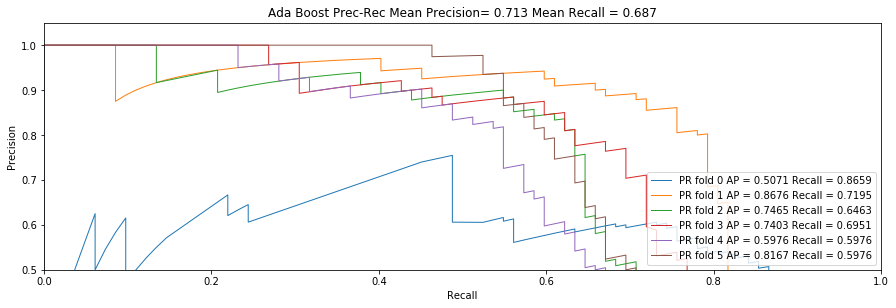 Ada Boost Prec-Rec Mean Precision= 0.713 Mean Recall = 0.687
1.0
0.9
0.8
0.7
0.6
0.5
Precision
PR fold 0 AP = 0.5071 Recall = 0.8659
PR fold 1 AP = 0.8676 Recall = 0.7195
PR fold 2 AP = 0.7465 Recall = 0.6463
PR fold 3 AP = 0.7403 Recall = 0.6951
PR fold 4 AP = 0.5976 Recall = 0.5976
PR fold 5 AP = 0.8167 Recall = 0.5976
0.0 0.2 0.4 0.6 0.8 1.0
Recall